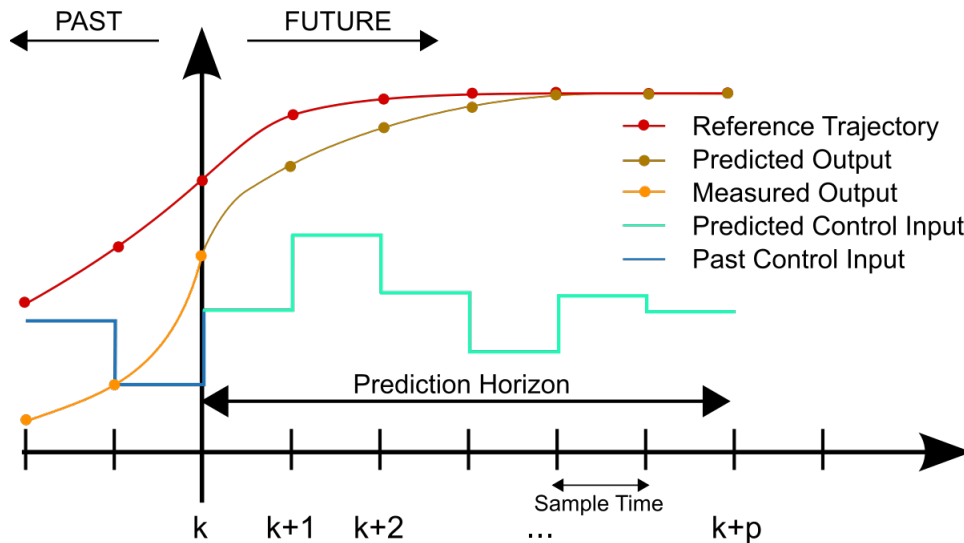 PAST
FUTURE
Reference Trajectory
Predicted Output
Measured Output
Predicted Control Input
Past Control Input
Prediction Horizon
Sample Time
k
k+1
k+2
...
k+p